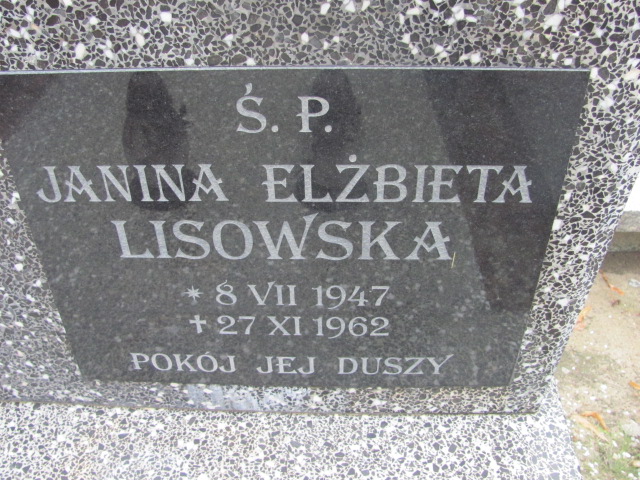 Ś. P.
JANINA ELŻBIETA
LISOWSKA
* 8 VII 1947
+ 27 XI 1962
POKÓJ JEJ DUSZY